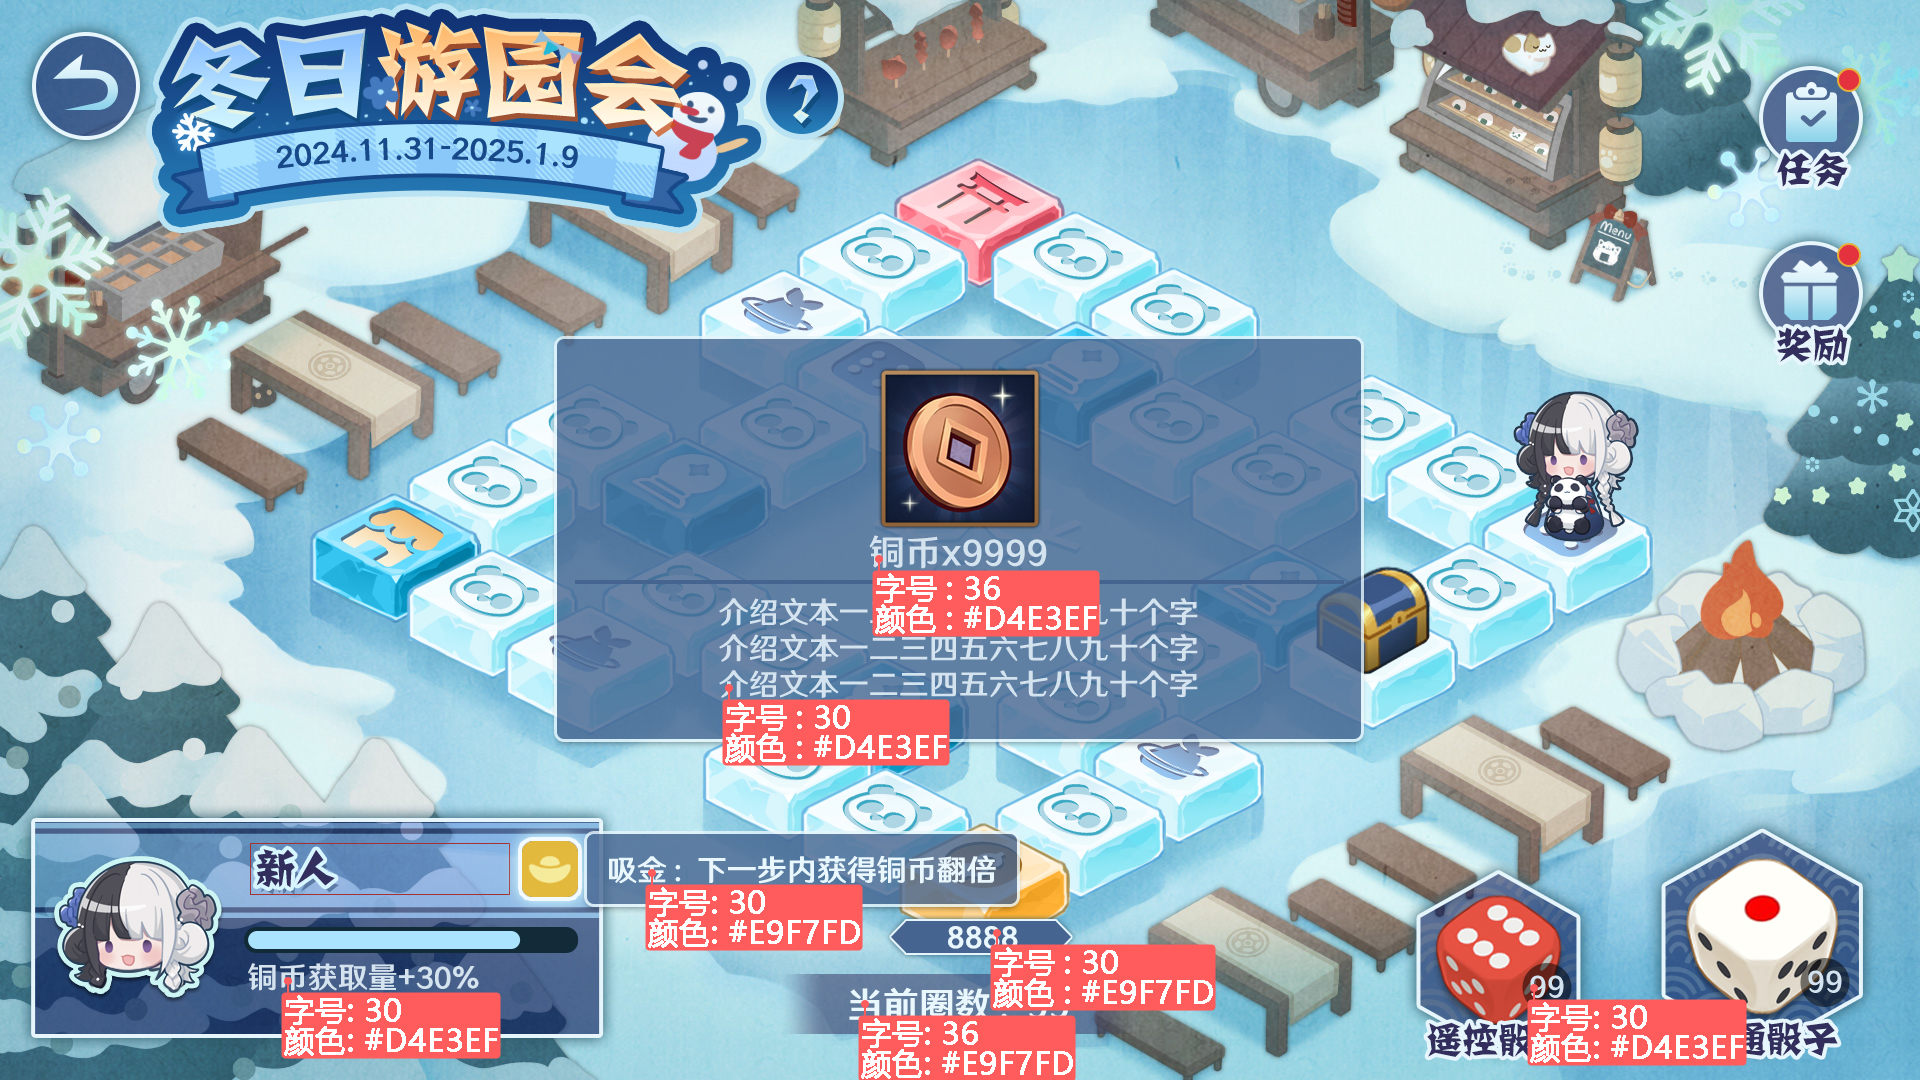 冬日游园会
2024.11.31-2025.1.9
?
任务
奖励
Menu
铜币x9999
字号：36
颜色：#D4E3EF
介绍文本一
九十个字
介绍文本一二三四五六七八九十个字
介绍文本一二三四五六七八九十个字
字号：30
颜色：#D4E3EF
新人
吸金：下一步内获得铜币翻倍
字号: 30
颜色: #E9F7FD
铜币获取量+30%
字号: 30
颜色: #D4E3EF
8888
字号：30
颜色：#E9F7FD
当前圈数：99
字号: 36
颜色: #E9F7FD
99
遥控骰
字号: 30
颜色: #D4E3EF
99
通骰子